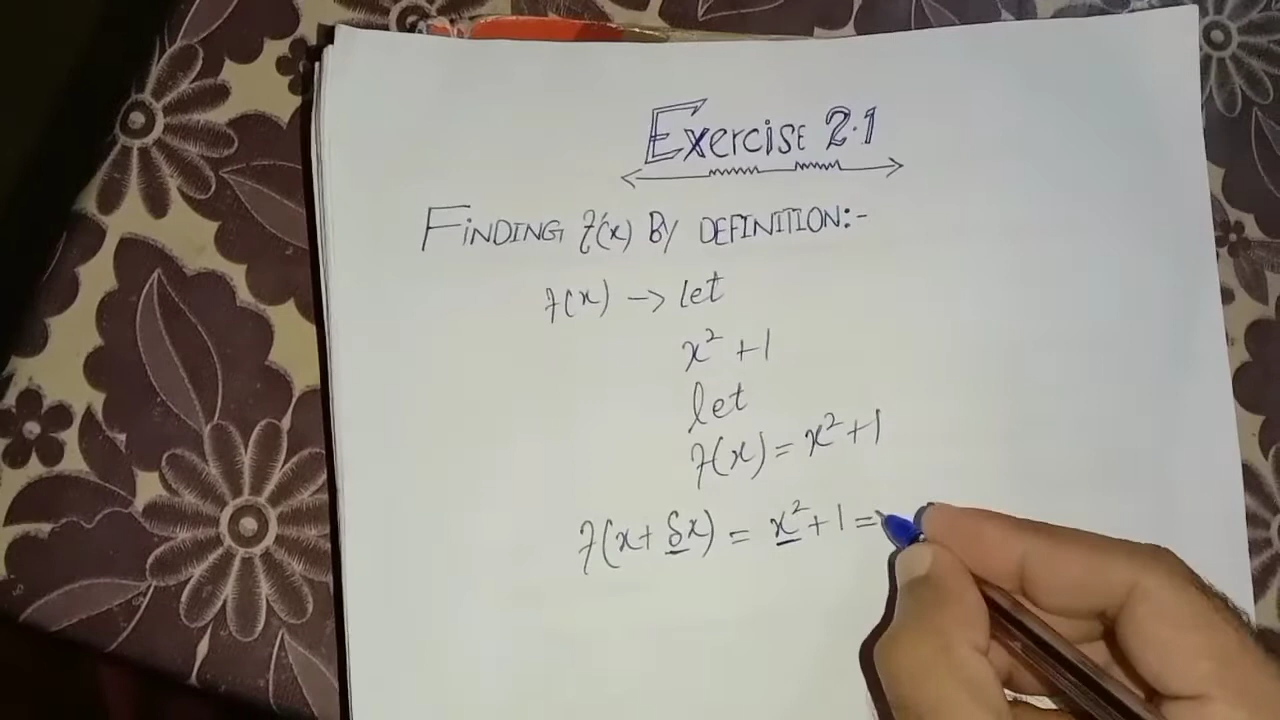 Exercise 2.1
FINDING f'(x) BY DEFINITION:-
f(x) → let
x² + 1
let
f(x) = x² + 1
f(x + δx) = x² + 1 =